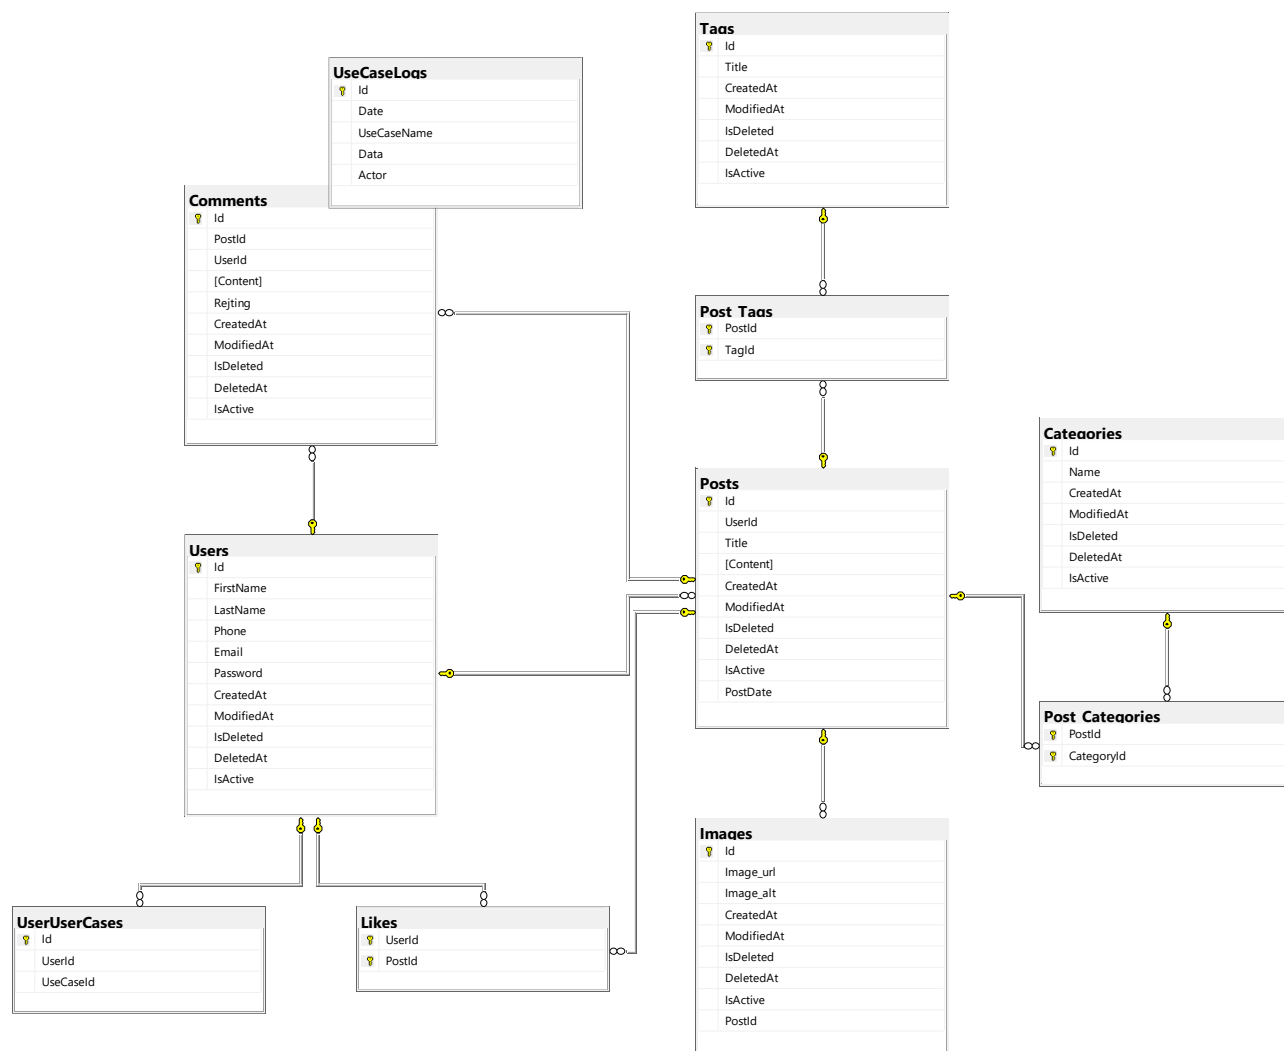 UseCaseLogs
Id
Date
UseCaseName
Data
Actor
Comments
Id
PostId
UserId
[Content]
Rejting
CreatedAt
ModifiedAt
IsDeleted
DeletedAt
IsActive
Users
Id
FirstName
LastName
Phone
Email
Password
CreatedAt
ModifiedAt
IsDeleted
DeletedAt
IsActive
UserUserCases
Id
UserId
UseCaseId
Likes
UserId
PostId
Tags
Id
Title
CreatedAt
ModifiedAt
IsDeleted
DeletedAt
IsActive
Post_Tags
PostId
TagId
Posts
Id
UserId
Title
[Content]
CreatedAt
ModifiedAt
IsDeleted
DeletedAt
IsActive
PostDate
Images
Id
Image_url
Image_alt
CreatedAt
ModifiedAt
IsDeleted
DeletedAt
IsActive
PostId
Categories
Id
Name
CreatedAt
ModifiedAt
IsDeleted
DeletedAt
IsActive
Post_Categories
PostId
CategoryId